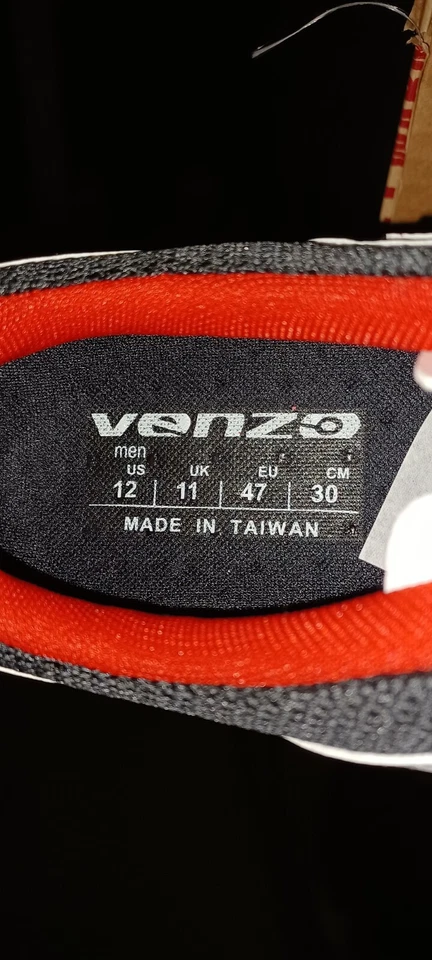 venzo
men
US UK EU CM
12 | 11 | 47 | 30
MADE IN TAIWAN